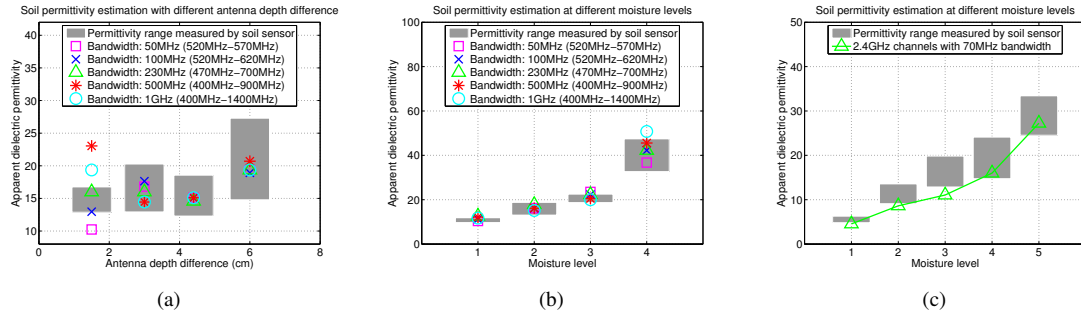 Soil permittivity estimation with different antenna depth difference
Apparent dielectric permittivity
40
35
30
25
20
15
10
Permittivity range measured by soil sensor
Bandwidth: 50MHz (520MHz−570MHz)
Bandwidth: 100MHz (520MHz−620MHz)
Bandwidth: 230MHz (470MHz−700MHz)
Bandwidth: 500MHz (400MHz−900MHz)
Bandwidth: 1GHz (400MHz−1400MHz)
0 2 4 6 8
Antenna depth difference (cm)
(a)
Soil permittivity estimation at different moisture levels
Apparent dielectric permittivity
100
80
60
40
20
0
Permittivity range measured by soil sensor
Bandwidth: 50MHz (520MHz−570MHz)
Bandwidth: 100MHz (520MHz−620MHz)
Bandwidth: 230MHz (470MHz−700MHz)
Bandwidth: 500MHz (400MHz−900MHz)
Bandwidth: 1GHz (400MHz−1400MHz)
1 2 3 4
Moisture level
(b)
Soil permittivity estimation at different moisture levels
Apparent dielectric permittivity
50
40
30
20
10
0
Permittivity range measured by soil sensor
2.4GHz channels with 70MHz bandwidth
1 2 3 4 5
Moisture level
(c)